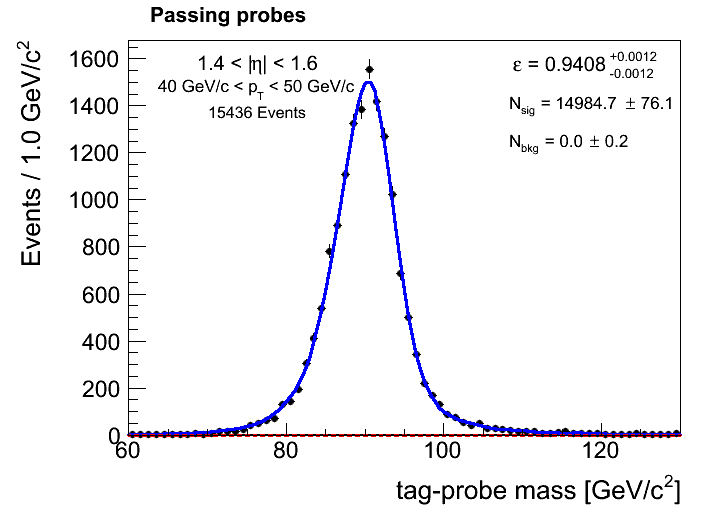 Passing probes
Events / 1.0 GeV/c²
1600
1400
1200
1000
800
600
400
200
0
1.4 < |η| < 1.6
40 GeV/c < p_T < 50 GeV/c
15436 Events
ε = 0.9408 +0.0012 -0.0012
N_sig = 14984.7 ± 76.1
N_bkg = 0.0 ± 0.2
60 80 100 120
tag-probe mass [GeV/c²]